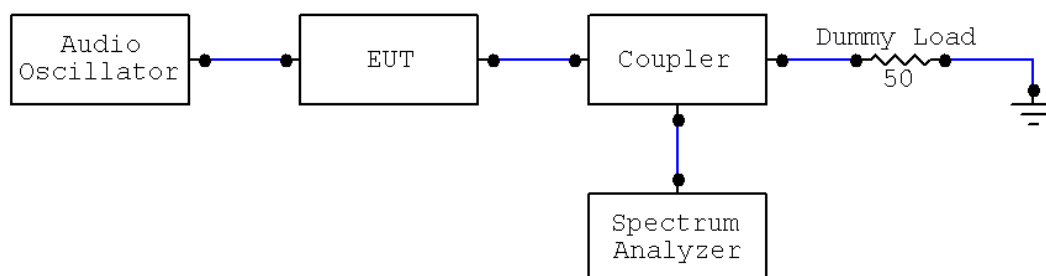 Audio
Oscillator
EUT
Coupler
Dummy Load
50
Spectrum
Analyzer